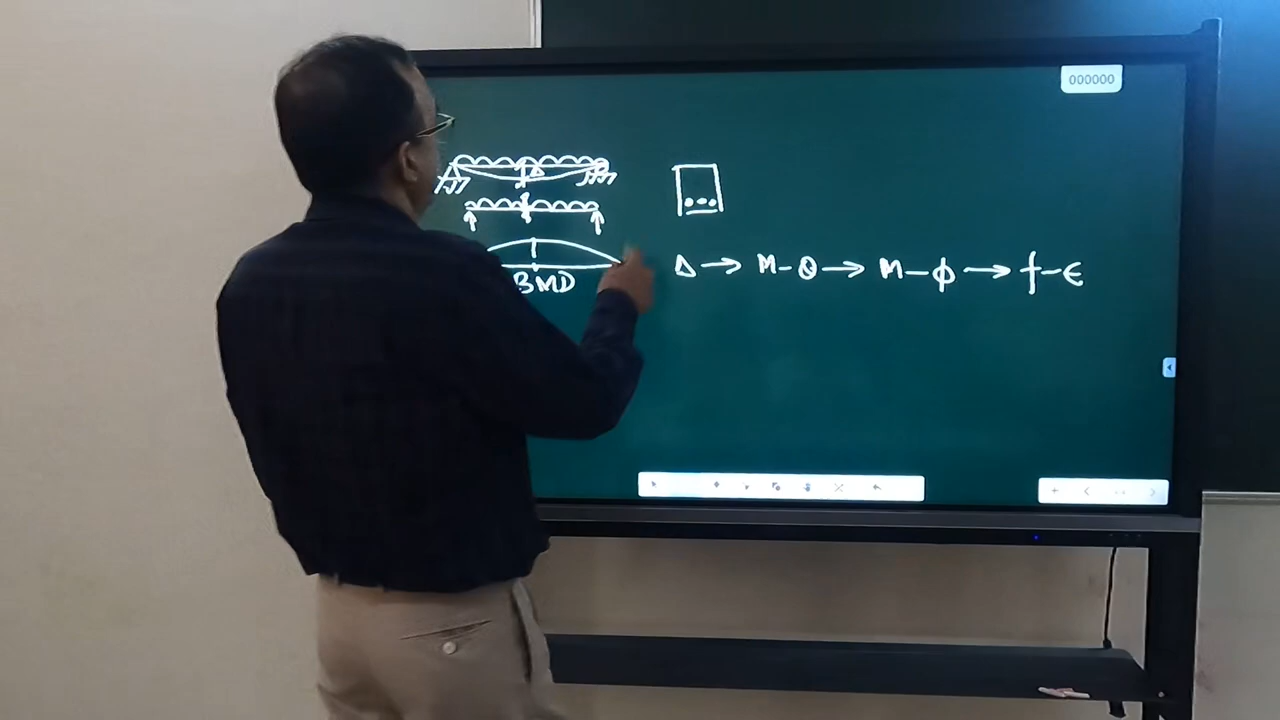 000000
Δ
BMD
Δ → M-θ → M-φ → f-ε